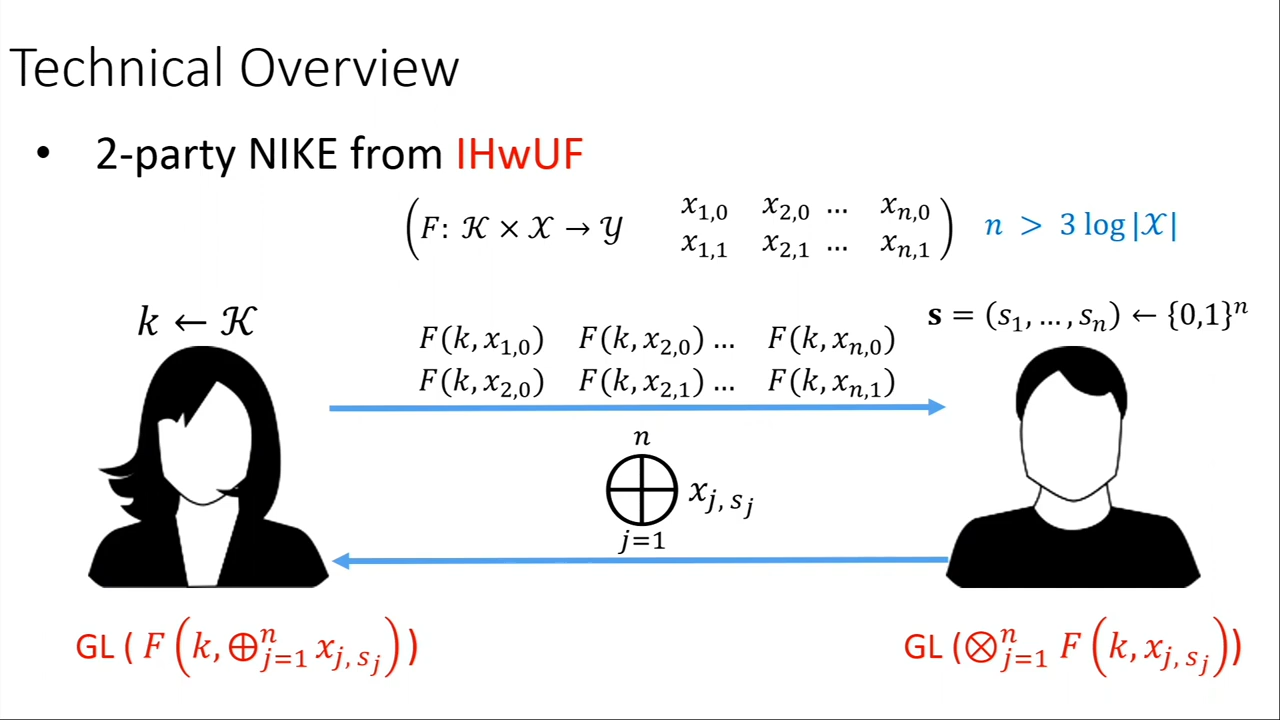 Technical Overview
• 2-party NIKE from IHwUF
(F: 𝒦 × 𝒳 → 𝒴 x_{1,0} x_{2,0} … x_{n,0}
x_{1,1} x_{2,1} … x_{n,1}) n > 3 log|𝒳|
k ← 𝒦
s = (s_1, …, s_n) ← {0,1}^n
F(k, x_{1,0}) F(k, x_{2,0}) … F(k, x_{n,0})
F(k, x_{2,0}) F(k, x_{2,1}) … F(k, x_{n,1})
⊕_{j=1}^{n} x_{j, s_j}
GL ( F (k, ⊕_{j=1}^{n} x_{j, s_j}) )
GL (⊗_{j=1}^{n} F (k, x_{j, s_j}))